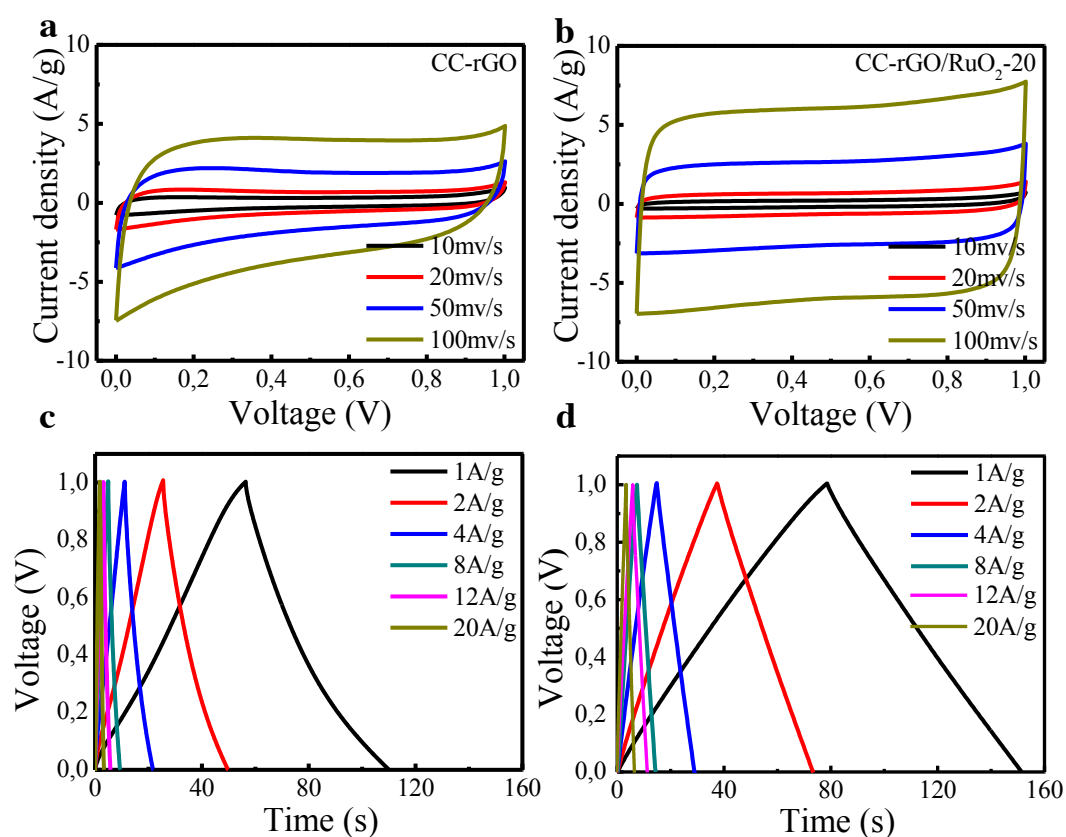 a
10
5
0
-5
-10
Current density (A/g)
CC-rGO
10mv/s
20mv/s
50mv/s
100mv/s
0,0 0,2 0,4 0,6 0,8 1,0
Voltage (V)
b
10
5
0
-5
-10
Current density (A/g)
CC-rGO/RuO₂-20
10mv/s
20mv/s
50mv/s
100mv/s
0,0 0,2 0,4 0,6 0,8 1,0
Voltage (V)
c
1,0
0,8
0,6
0,4
0,2
0,0
Voltage (V)
1A/g
2A/g
4A/g
8A/g
12A/g
20A/g
0 40 80 120 160
Time (s)
d
1,0
0,8
0,6
0,4
0,2
0,0
Voltage (V)
1A/g
2A/g
4A/g
8A/g
12A/g
20A/g
0 40 80 120 160
Time (s)